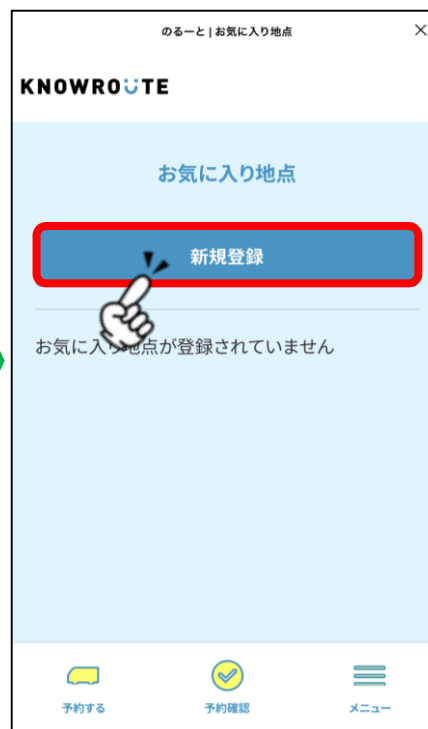 のるーと | お気に入り地点
KNOWROUTE
お気に入り地点
新規登録
お気に入り地点が登録されていません
予約する
予約確認
メニュー